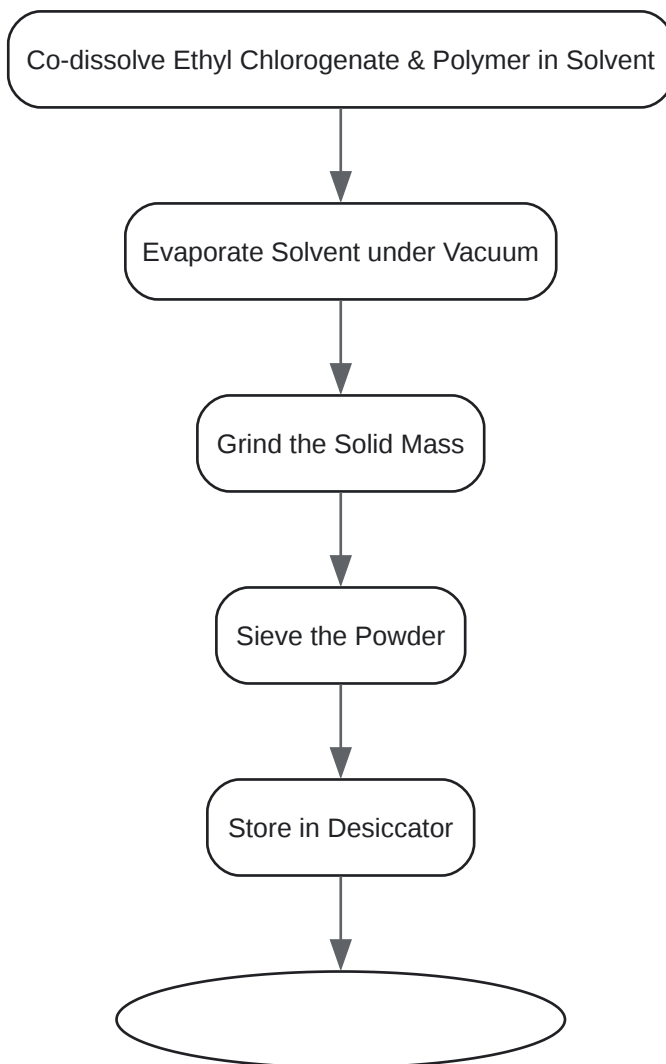 Co-dissolve Ethyl Chlorogenate & Polymer in Solvent
Evaporate Solvent under Vacuum
Grind the Solid Mass
Sieve the Powder
Store in Desiccator